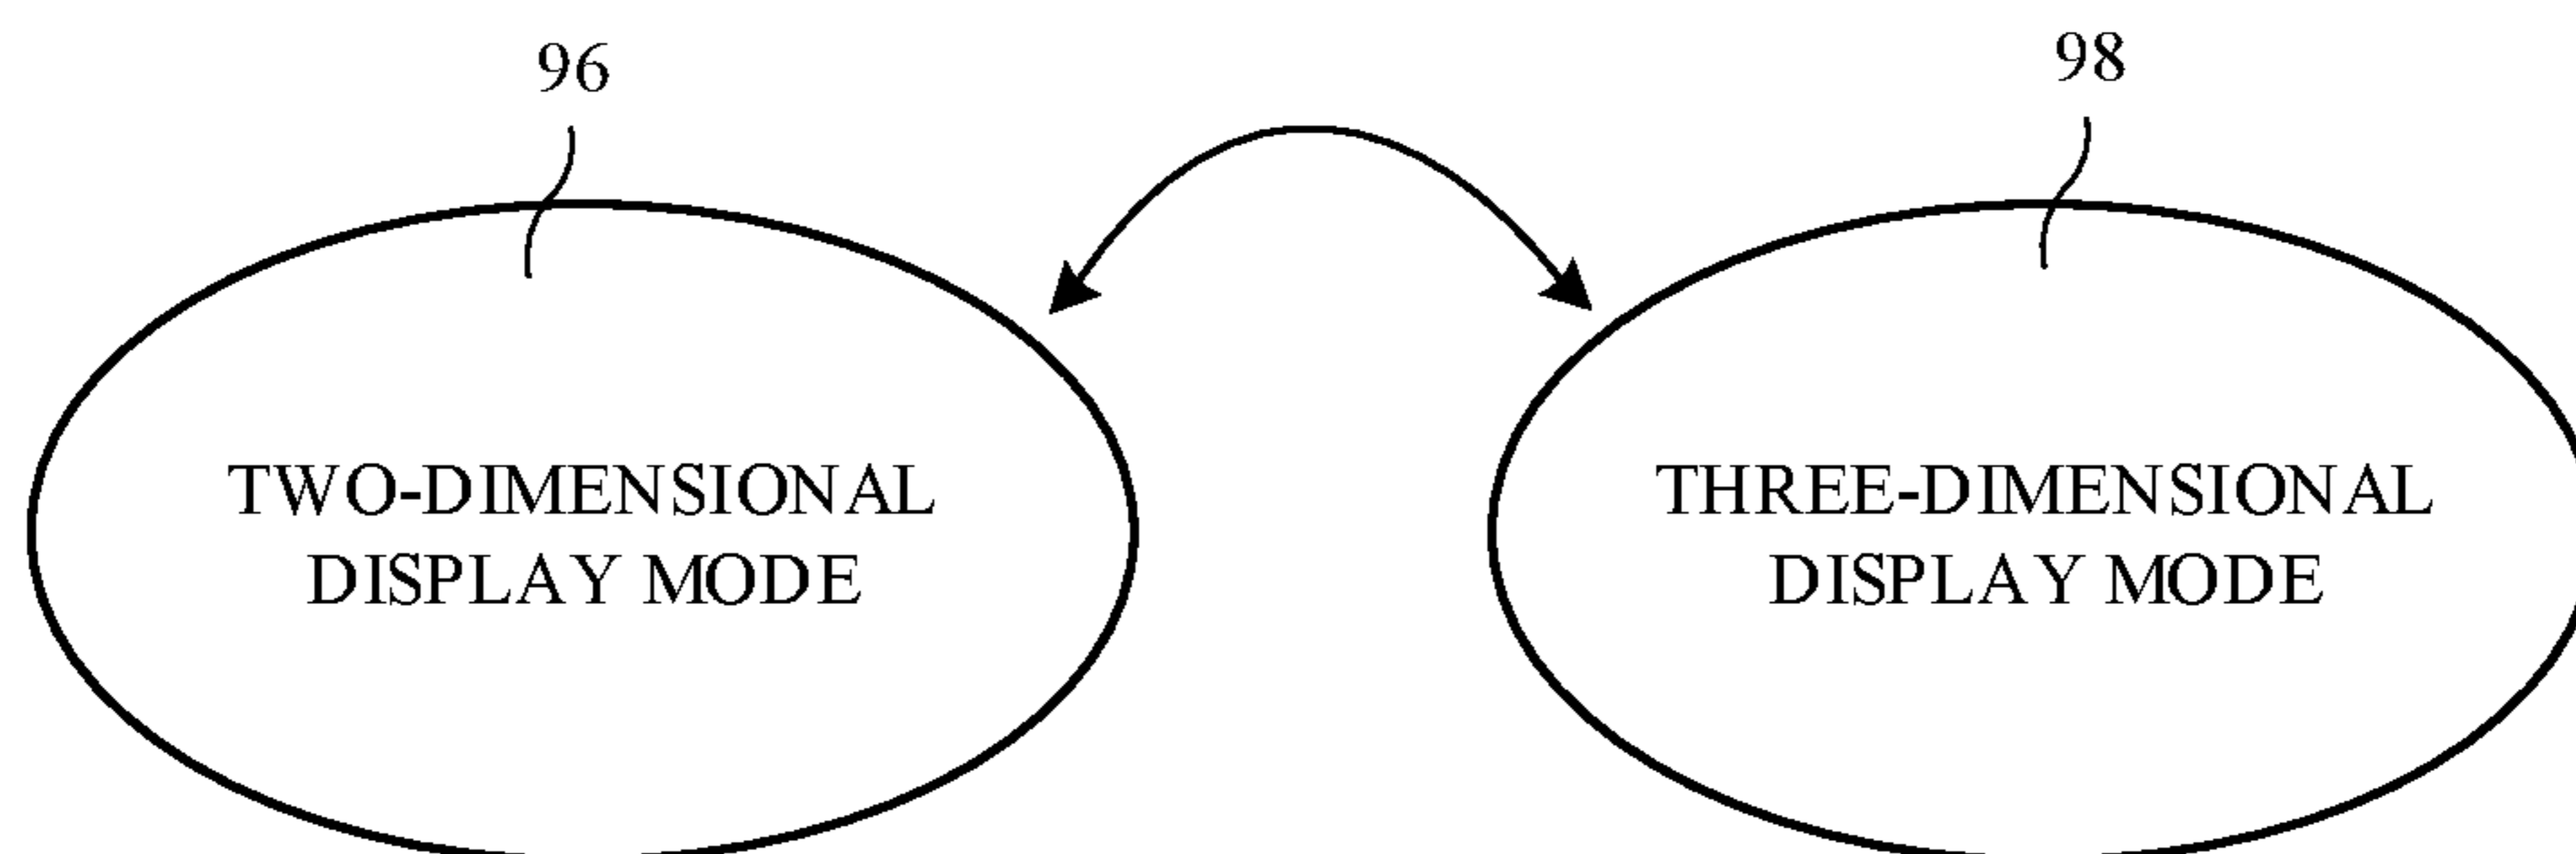 96
98
TWO-DIMENSIONAL
DISPLAY MODE
THREE-DIMENSIONAL
DISPLAY MODE